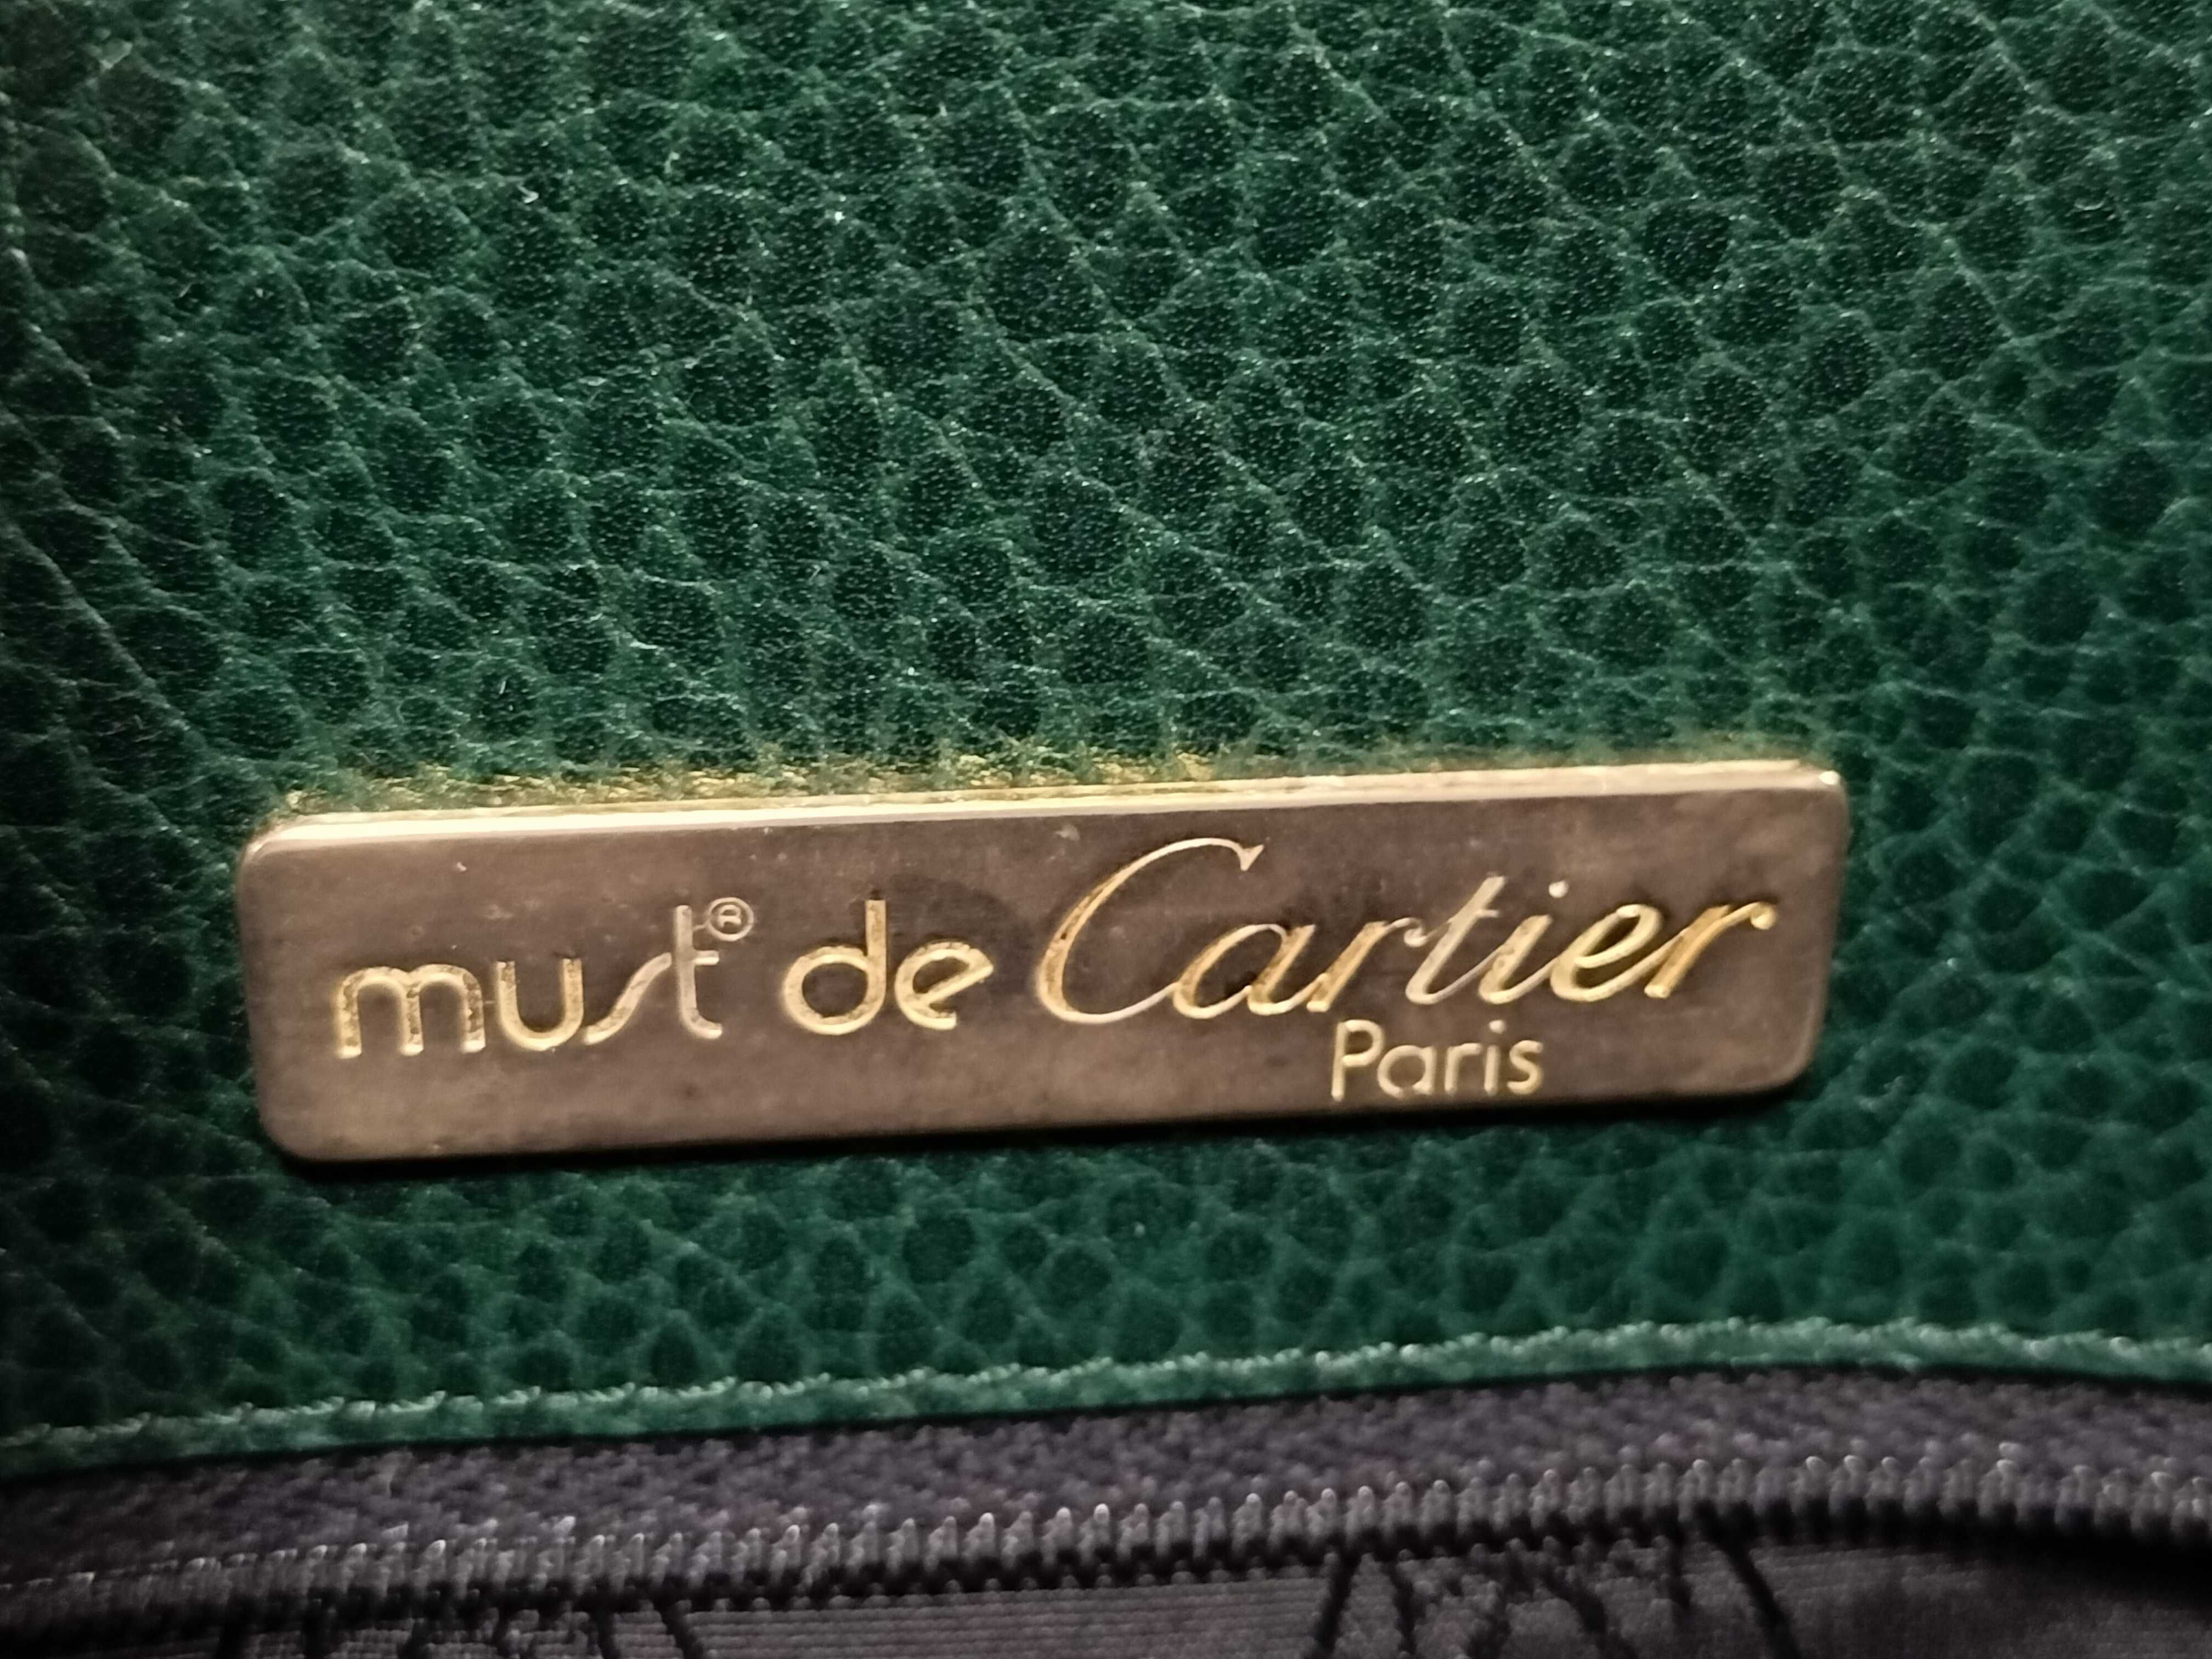 must® de Cartier
Paris